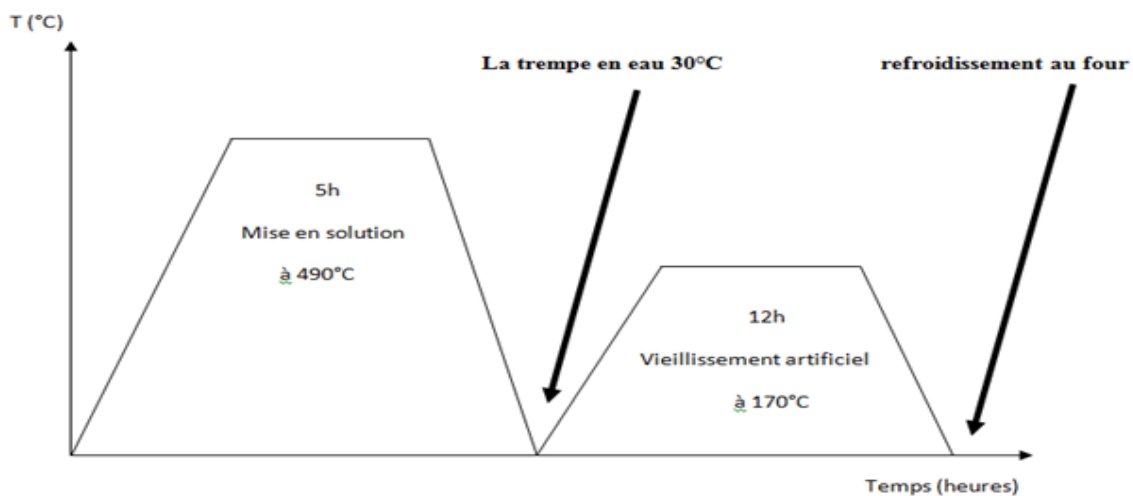 T (°C)
La trempe en eau 30°C
refroidissement au four
5h
Mise en solution
à 490°C
12h
Vieillissement artificiel
à 170°C
Temps (heures)